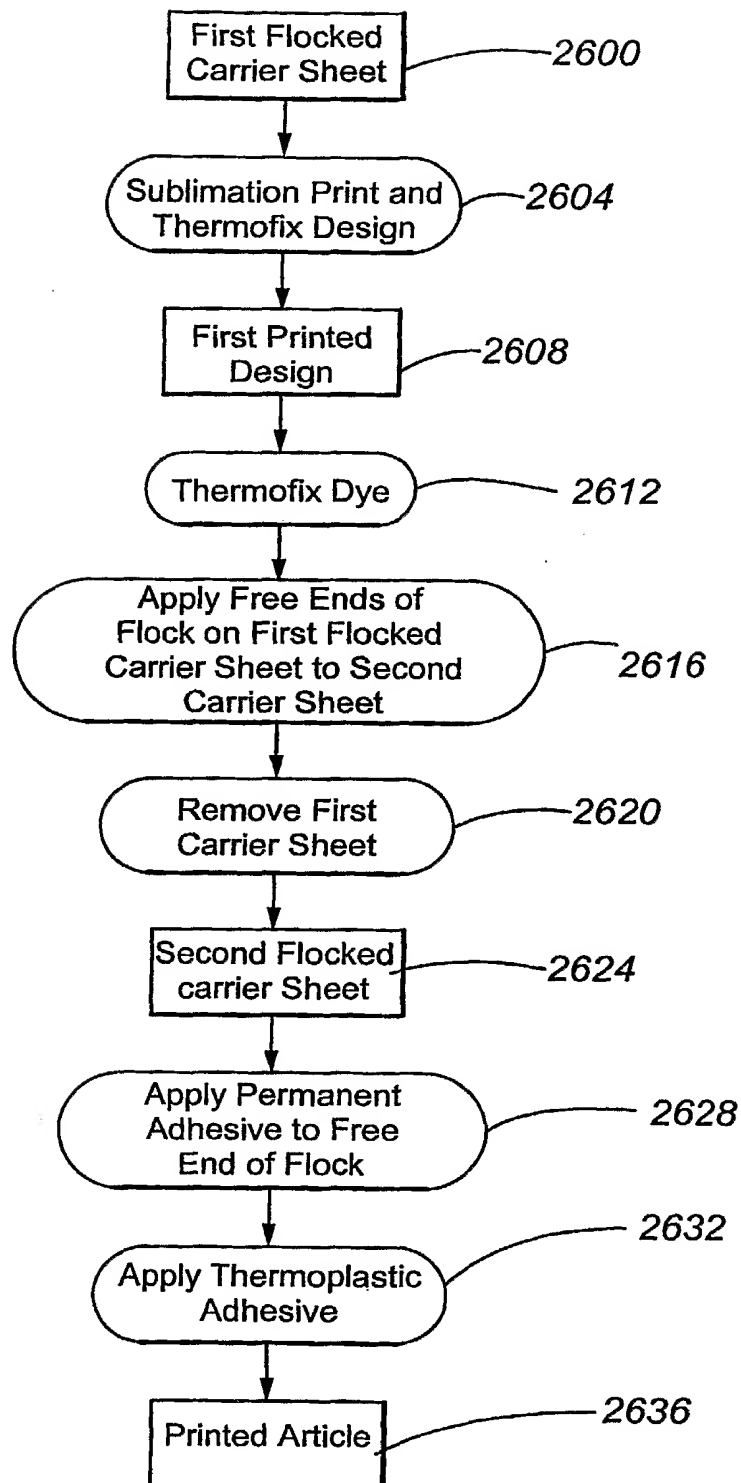 First Flocked
Carrier Sheet
2600
Sublimation Print and
Thermofix Design
2604
First Printed
Design
2608
Thermofix Dye
2612
Apply Free Ends of
Flock on First Flocked
Carrier Sheet to Second
Carrier Sheet
2616
Remove First
Carrier Sheet
2620
Second Flocked
carrier Sheet
2624
Apply Permanent
Adhesive to Free
End of Flock
2628
Apply Thermoplastic
Adhesive
2632
Printed Article
2636